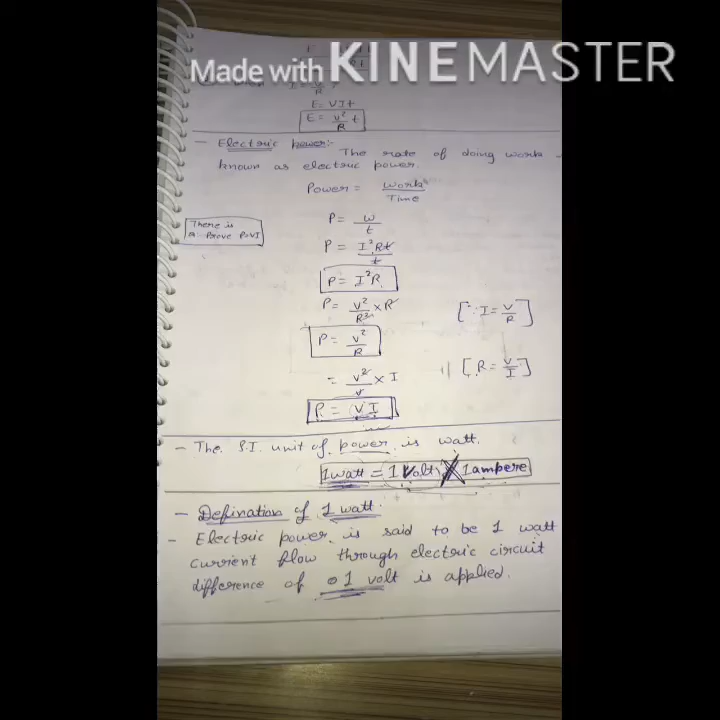 Made with KINEMASTER
E = VIt
E = V²/R t
- Electric power:-
The rate of doing work
known as electric power.
Power = work/Time
There is
A. Prove P=VI
P = w/t
P = I²Rt/t
P = I²R
P = V²/R² × R [∵ I = V/R]
P = V²/R
= V²/V × I [R = V/I]
P = VI
- The S.I. unit of power is watt.
1 watt = 1 Volt X 1 ampere
- Defination of 1 watt.
- Electric power is said to be 1 watt
current flow through electric circuit
difference of 1 volt is applied.